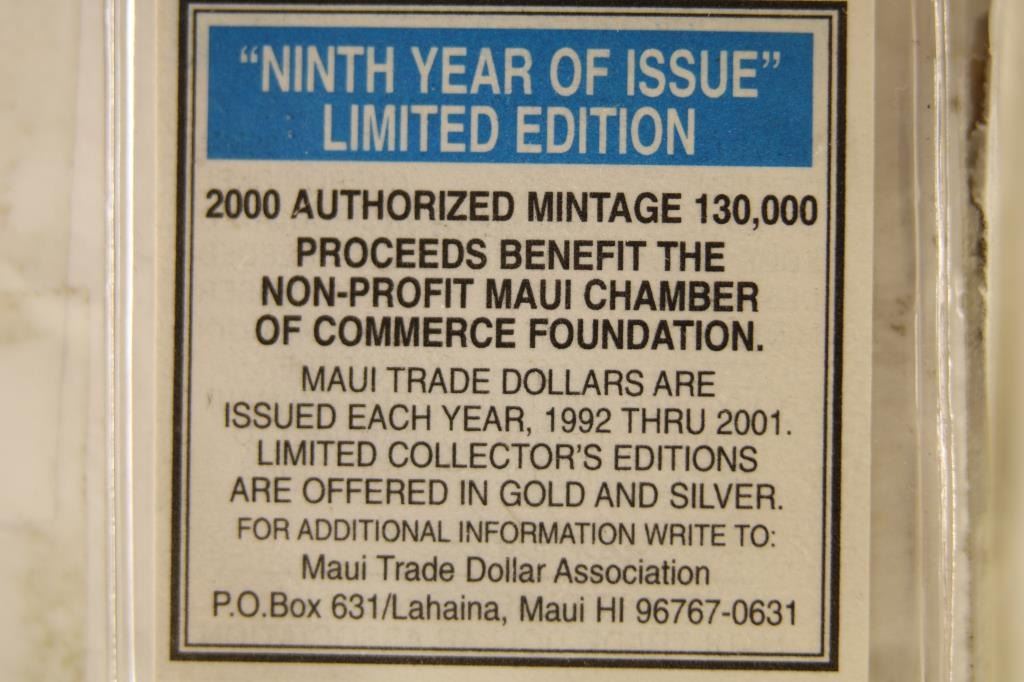 “NINTH YEAR OF ISSUE”
LIMITED EDITION
2000 AUTHORIZED MINTAGE 130,000
PROCEEDS BENEFIT THE
NON-PROFIT MAUI CHAMBER
OF COMMERCE FOUNDATION.
MAUI TRADE DOLLARS ARE
ISSUED EACH YEAR, 1992 THRU 2001.
LIMITED COLLECTOR'S EDITIONS
ARE OFFERED IN GOLD AND SILVER.
FOR ADDITIONAL INFORMATION WRITE TO:
Maui Trade Dollar Association
P.O.Box 631/Lahaina, Maui HI 96767-0631